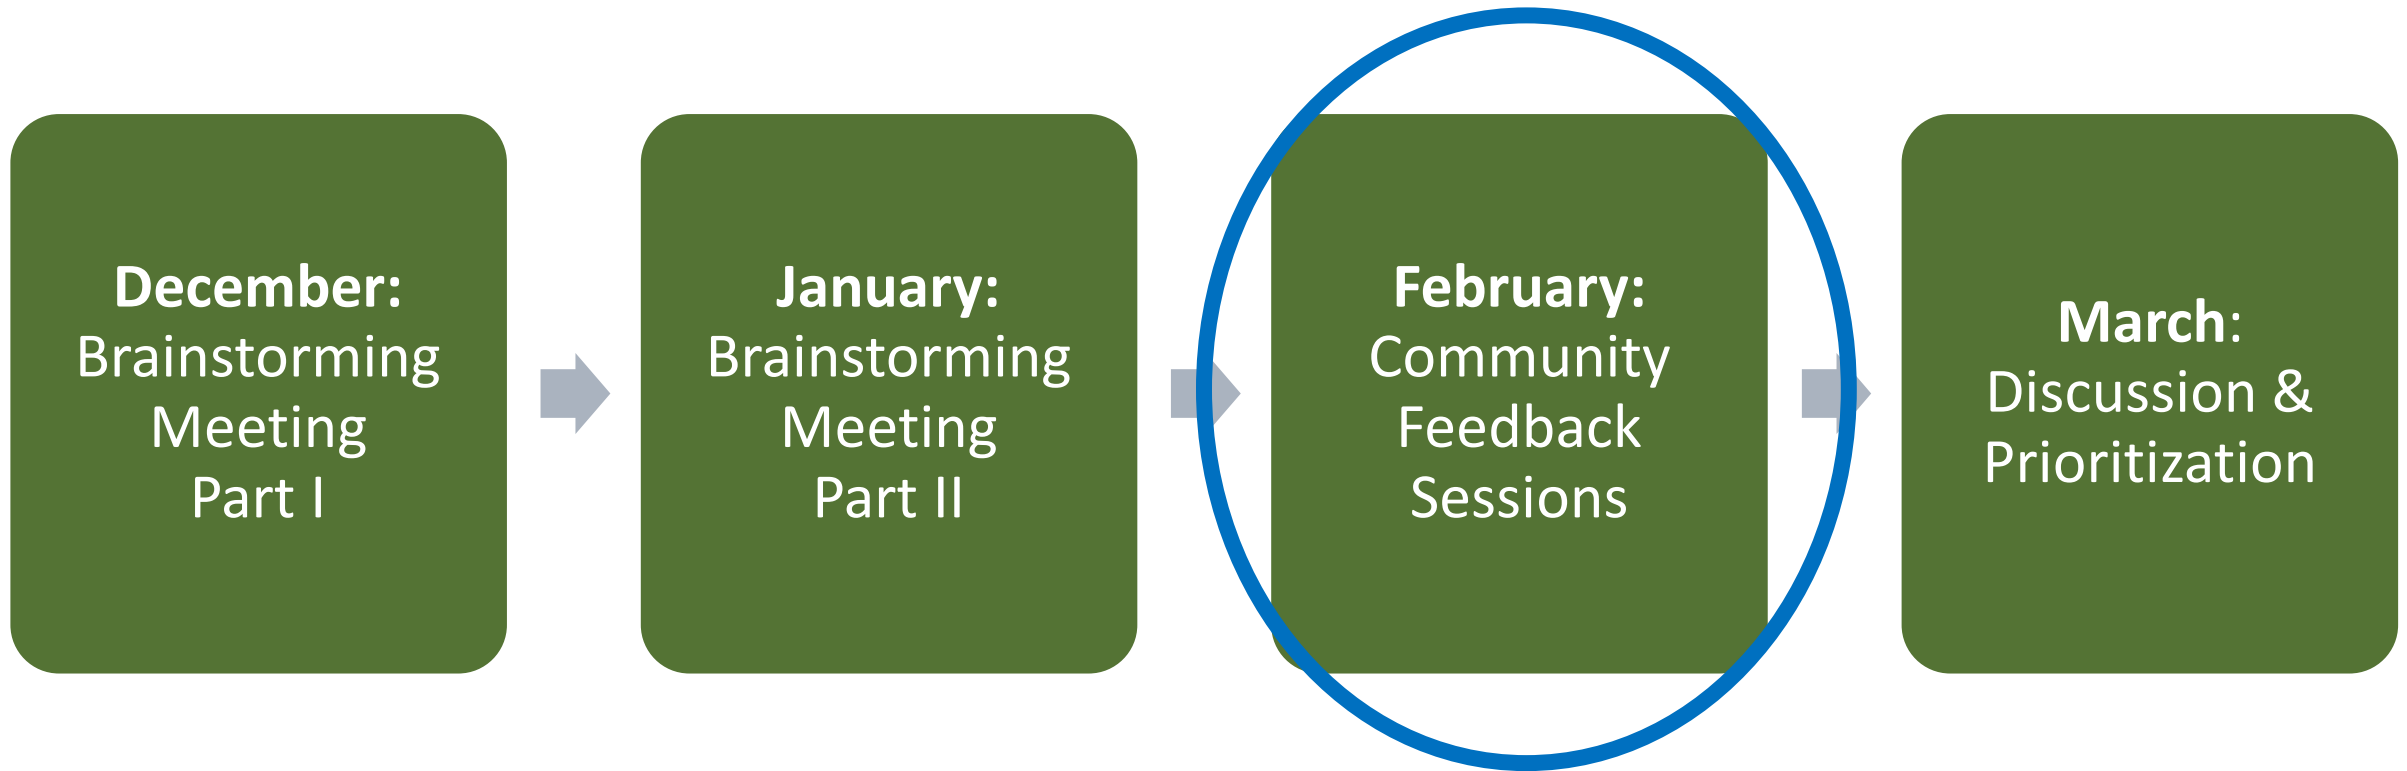 December:
Brainstorming
Meeting
Part I
January:
Brainstorming
Meeting
Part II
February:
Community
Feedback
Sessions
March:
Discussion &
Prioritization